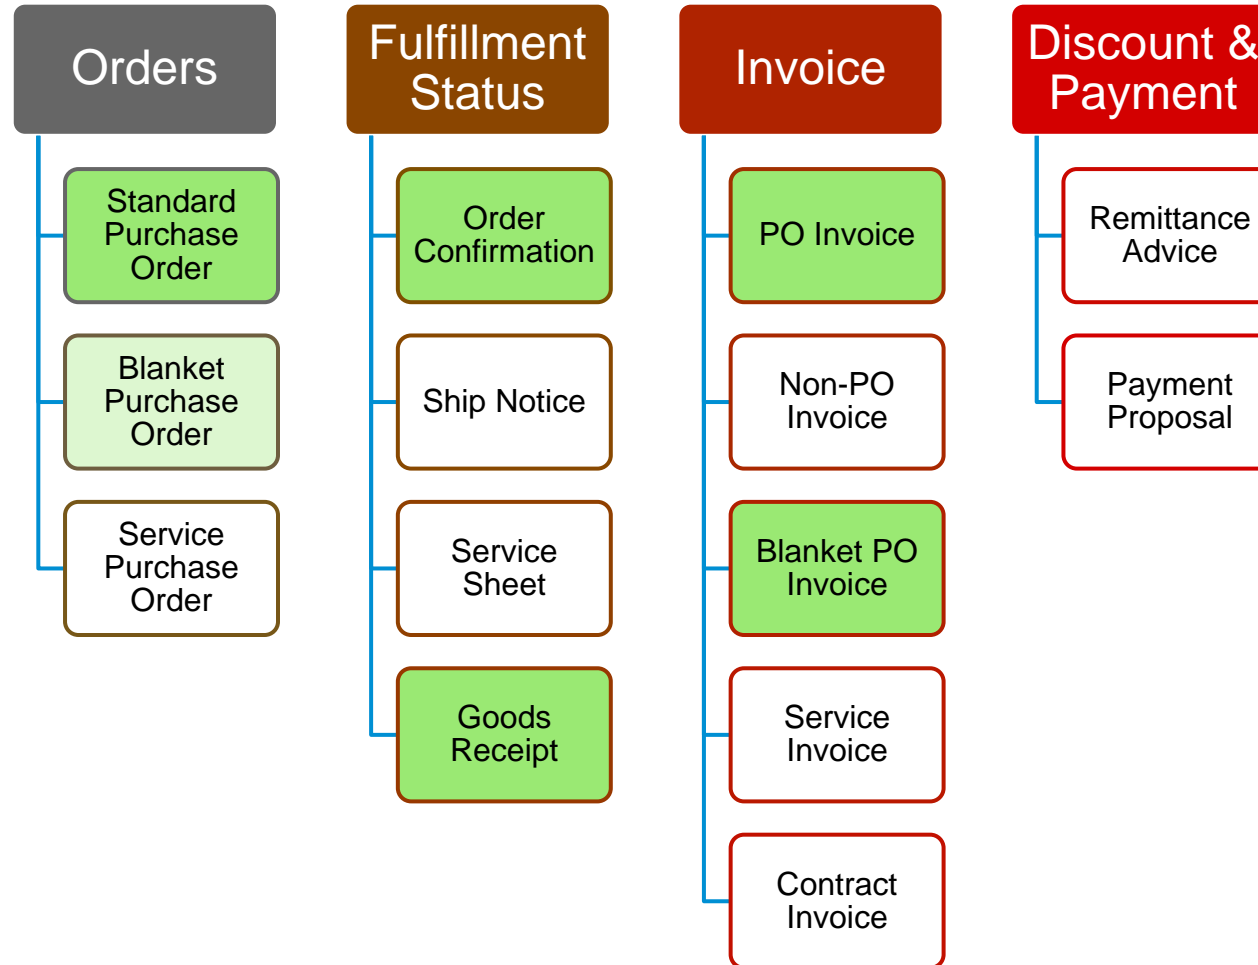 Orders
Standard
Purchase
Order
Blanket
Purchase
Order
Service
Purchase
Order
Fulfillment
Status
Order
Confirmation
Ship Notice
Service
Sheet
Goods
Receipt
Invoice
PO Invoice
Non-PO
Invoice
Blanket PO
Invoice
Service
Invoice
Contract
Invoice
Discount &
Payment
Remittance
Advice
Payment
Proposal